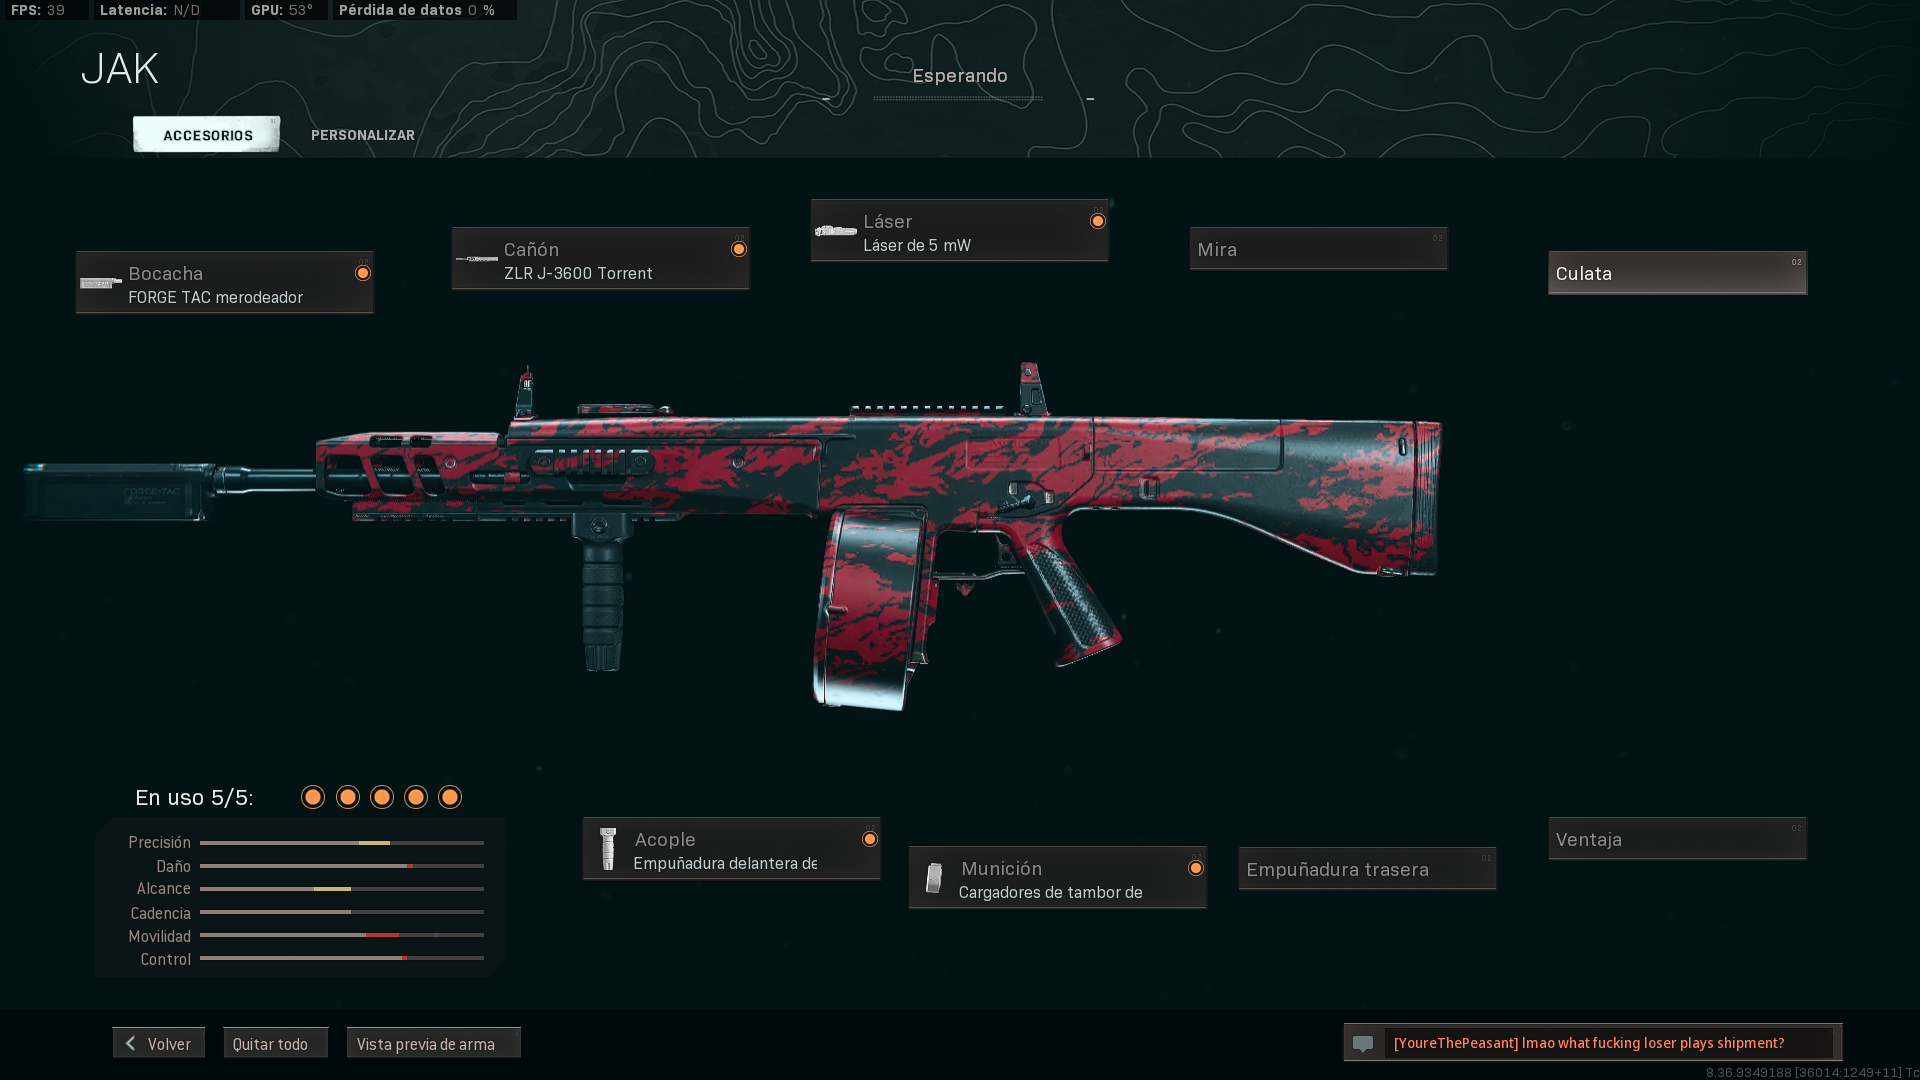 FPS: 39 Latencia: N/D GPU: 53° Pérdida de datos 0 %
JAK
Esperando
ACCESORIOS
PERSONALIZAR
Láser
Láser de 5 mW
Cañón
ZLR J-3600 Torrent
Mira
Bocacha
FORGE TAC merodeador
Culata
En uso 5/5:
Precisión
Daño
Alcance
Cadencia
Movilidad
Control
Acople
Empuñadura delantera de
Munición
Cargadores de tambor de
Empuñadura trasera
Ventaja
Volver
Quitar todo
Vista previa de arma
[YoureThePeasant] lmao what fucking loser plays shipment?
8.36.9349188 [36014:1249+11] Tc